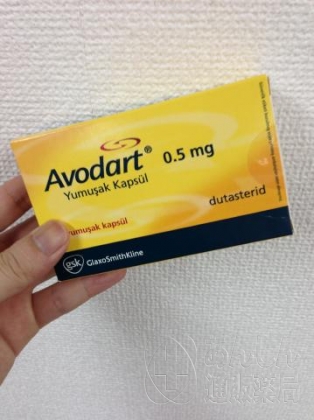 Avodart® 0.5 mg
Yumuşak Kapsül
dutasterid
yumuşak kapsül
gsk GlaxoSmithKline